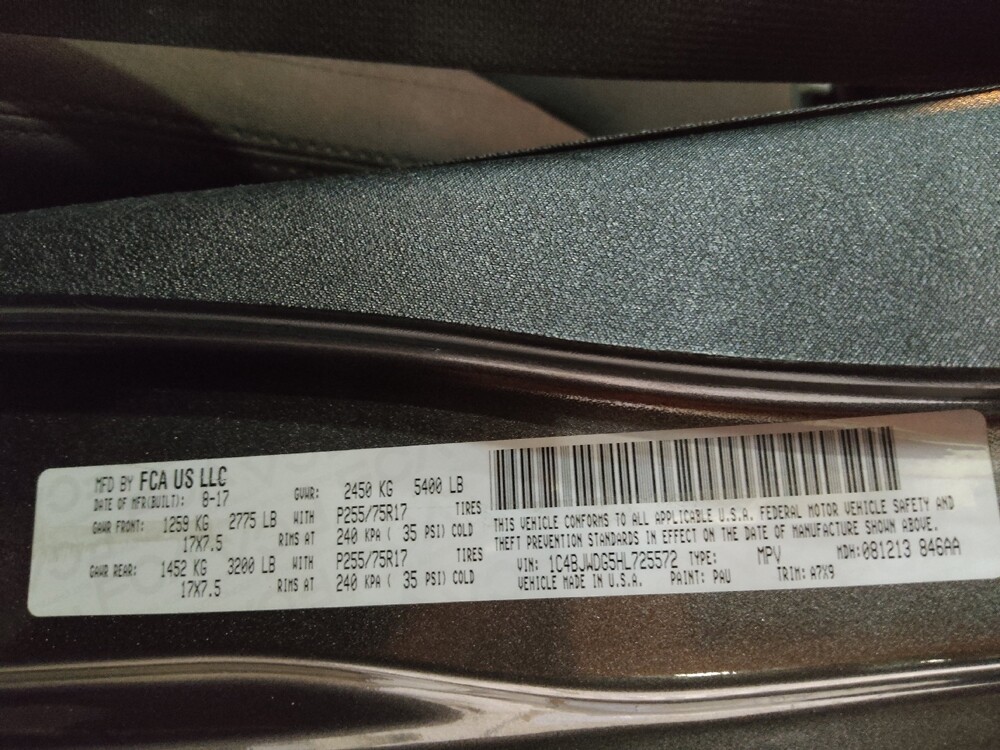 MFD BY FCA US LLC
DATE OF MFR(BUILT): 8-17 GVWR: 2450 KG 5400 LB
GAWR FRONT: 1259 KG 2775 LB WITH P255/75R17 TIRES
17X7.5 RIMS AT 240 KPA ( 35 PSI) COLD
GAWR REAR: 1452 KG 3200 LB WITH P255/75R17 TIRES
17X7.5 RIMS AT 240 KPA ( 35 PSI) COLD
THIS VEHICLE CONFORMS TO ALL APPLICABLE U.S.A. FEDERAL MOTOR VEHICLE SAFETY AND
THEFT PREVENTION STANDARDS IN EFFECT ON THE DATE OF MANUFACTURE SHOWN ABOVE.
VIN: 1C4BJWDG5HL725572 TYPE: MPV MDH:081213 846AA
VEHICLE MADE IN U.S.A. PAINT: PAU TRIM: A7X9